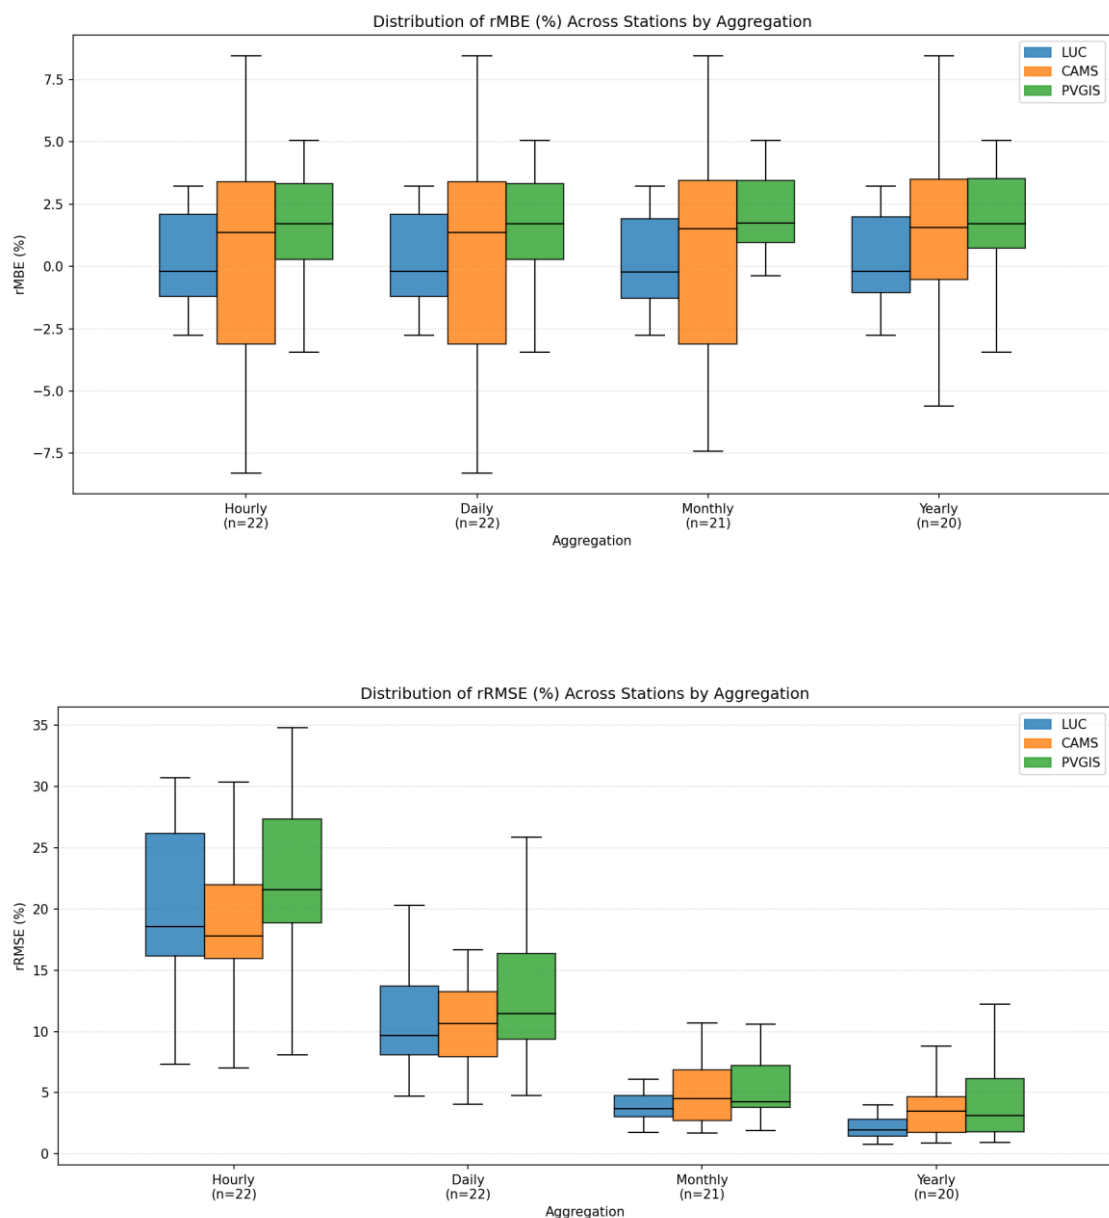 Distribution of rMBE (%) Across Stations by Aggregation
LUC
CAMS
PVGIS
7.5
5.0
2.5
0.0
−2.5
−5.0
−7.5
rMBE (%)
Hourly Daily Monthly Yearly
(n=22) (n=22) (n=21) (n=20)
Aggregation
Distribution of rRMSE (%) Across Stations by Aggregation
LUC
CAMS
PVGIS
35
30
25
20
15
10
5
0
rRMSE (%)
Hourly Daily Monthly Yearly
(n=22) (n=22) (n=21) (n=20)
Aggregation